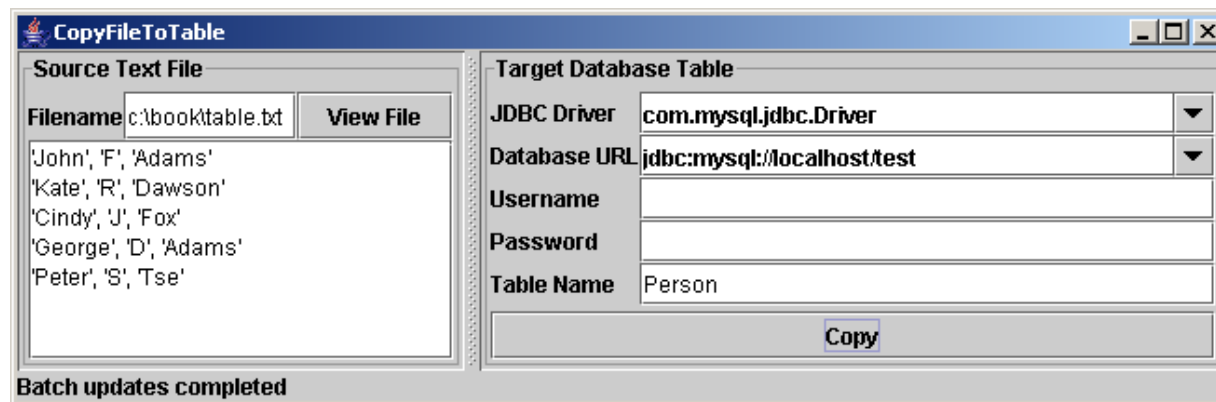 CopyFileToTable
Source Text File
Filename c:\book\table.txt View File
'John', 'F', 'Adams'
'Kate', 'R', 'Dawson'
'Cindy', 'J', 'Fox'
'George', 'D', 'Adams'
'Peter', 'S', 'Tse'
Target Database Table
JDBC Driver com.mysql.jdbc.Driver
Database URL jdbc:mysql://localhost/test
Username
Password
Table Name Person
Copy
Batch updates completed